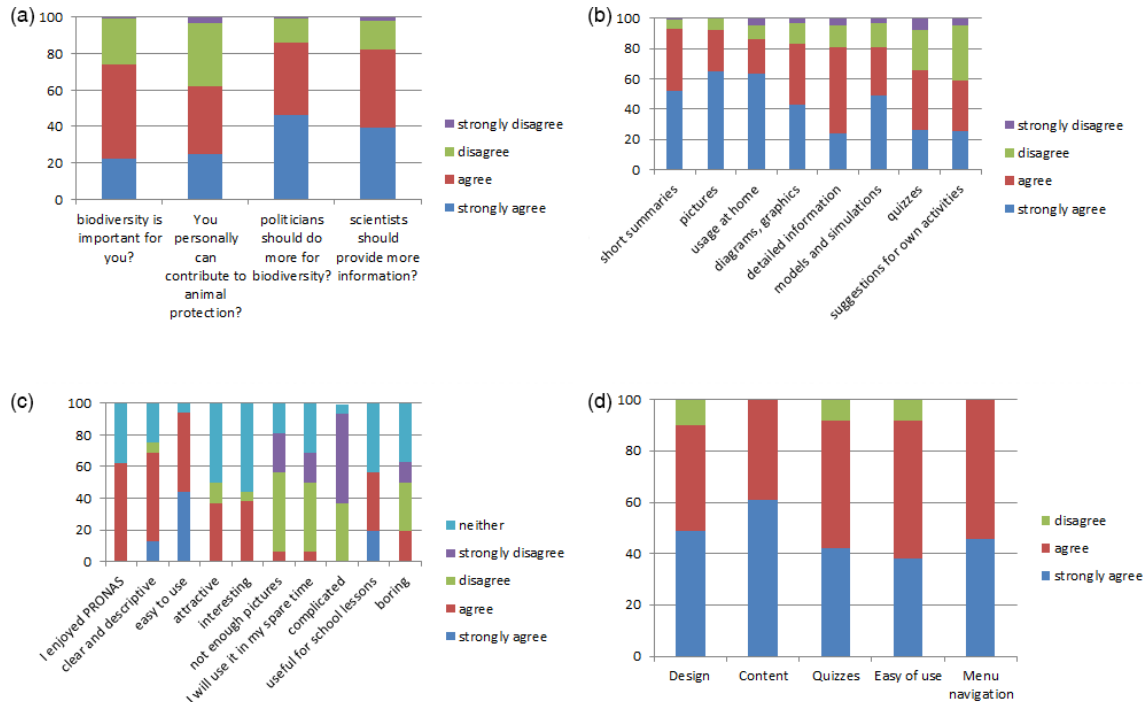 (a)
100
80
60
40
20
0
biodiversity is
important for
you?
You
personally
can
contribute to
animal
protection?
politicians
should do
more for
biodiversity?
scientists
should
provide more
information?
strongly disagree
disagree
agree
strongly agree
(b)
100
80
60
40
20
0
short summaries
pictures
usage at home
diagrams, graphics
detailed information
models and simulations
quizzes
suggestions for own activities
strongly disagree
disagree
agree
strongly agree
(c)
100
80
60
40
20
0
I enjoyed PRONAS
clear and descriptive
easy to use
attractive
interesting
not enough pictures
I will use it in my spare time
complicated
useful for school lessons
boring
neither
strongly disagree
disagree
agree
strongly agree
(d)
100
80
60
40
20
0
Design
Content
Quizzes
Easy of use
Menu
navigation
disagree
agree
strongly agree